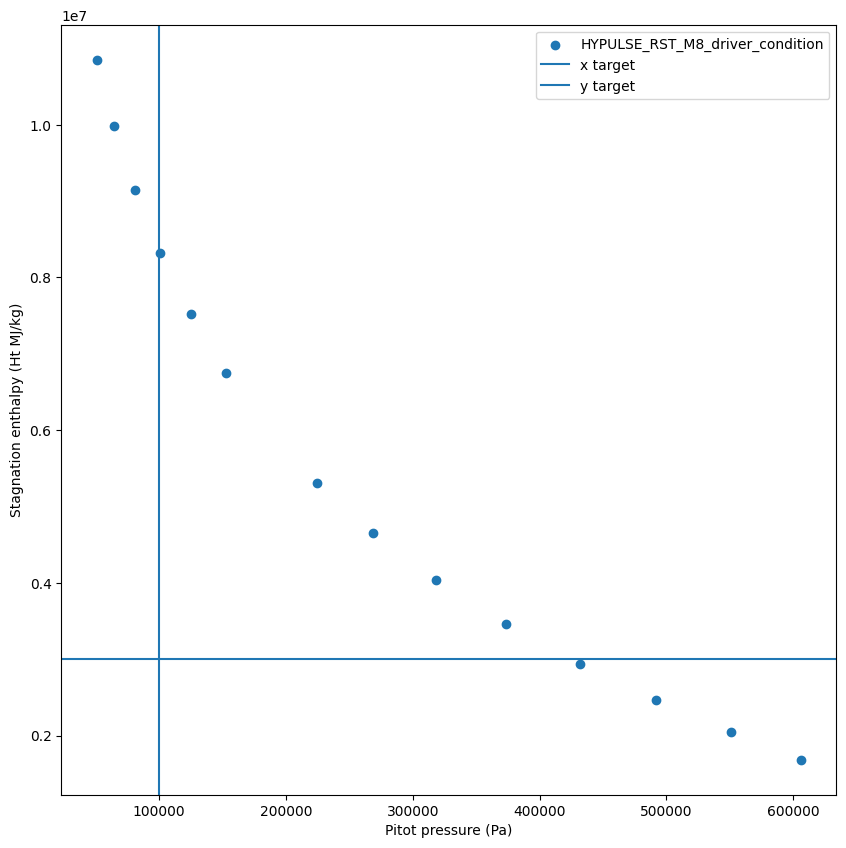 1e7
HYPULSE_RST_M8_driver_condition
x target
y target
1.0
0.8
0.6
0.4
0.2
Stagnation enthalpy (Ht MJ/kg)
100000 200000 300000 400000 500000 600000
Pitot pressure (Pa)